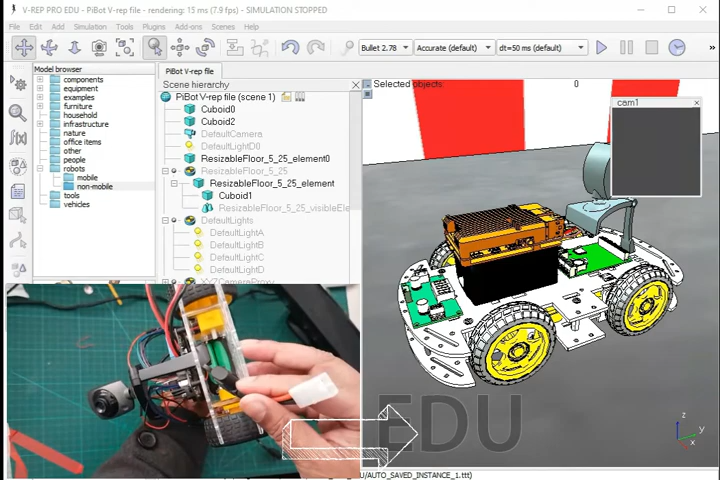 V-REP PRO EDU - PiBot V-rep file - rendering: 15 ms (7.9 fps) - SIMULATION STOPPED
File Edit Add Simulation Tools Plugins Add-ons Scenes Help
Bullet 2.78 Accurate (default) dt=50 ms (default)
Model browser
components
equipment
examples
furniture
household
infrastructure
nature
office items
other
people
robots
mobile
non-mobile
tools
vehicles
PiBot V-rep file
Scene hierarchy
PiBot V-rep file (scene 1)
Cuboid0
Cuboid2
DefaultCamera
DefaultLightD0
ResizableFloor_5_25_element0
ResizableFloor_5_25
ResizableFloor_5_25_element
Cuboid1
ResizableFloor_5_25_visibleEle
DefaultLights
DefaultLightA
DefaultLightB
DefaultLightC
DefaultLightD
XYZCameraProxy
Selected objects: 0
cam1
EDU
z
y
x
U/AUTO_SAVED_INSTANCE_1.ttt)